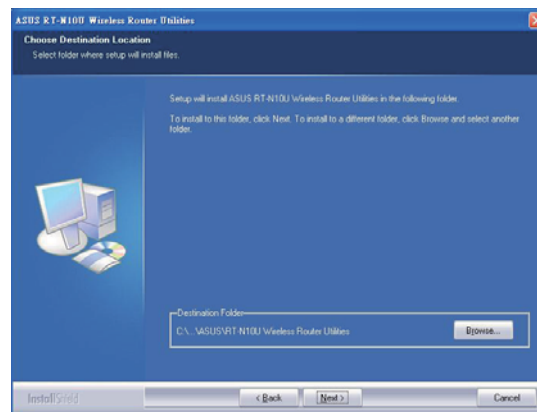 ASUS RT-N10U Wireless Router Utilities
Choose Destination Location
Select folder where setup will install files.
Setup will install ASUS RT-N10U Wireless Router Utilities in the following folder.
To install to this folder, click Next. To install to a different folder, click Browse and select another
folder.
Destination Folder
C:\...\ASUS\RT-N10U Wireless Router Utilities
Browse...
InstallShield
< Back
Next >
Cancel